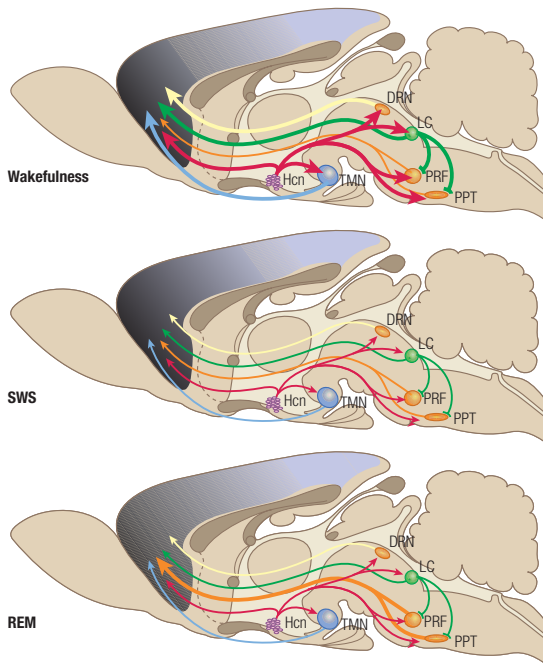 DRN
LC
Wakefulness
Hcn
TMN
PRF
PPT
DRN
LC
SWS
Hcn
TMN
PRF
PPT
DRN
LC
REM
Hcn
TMN
PRF
PPT